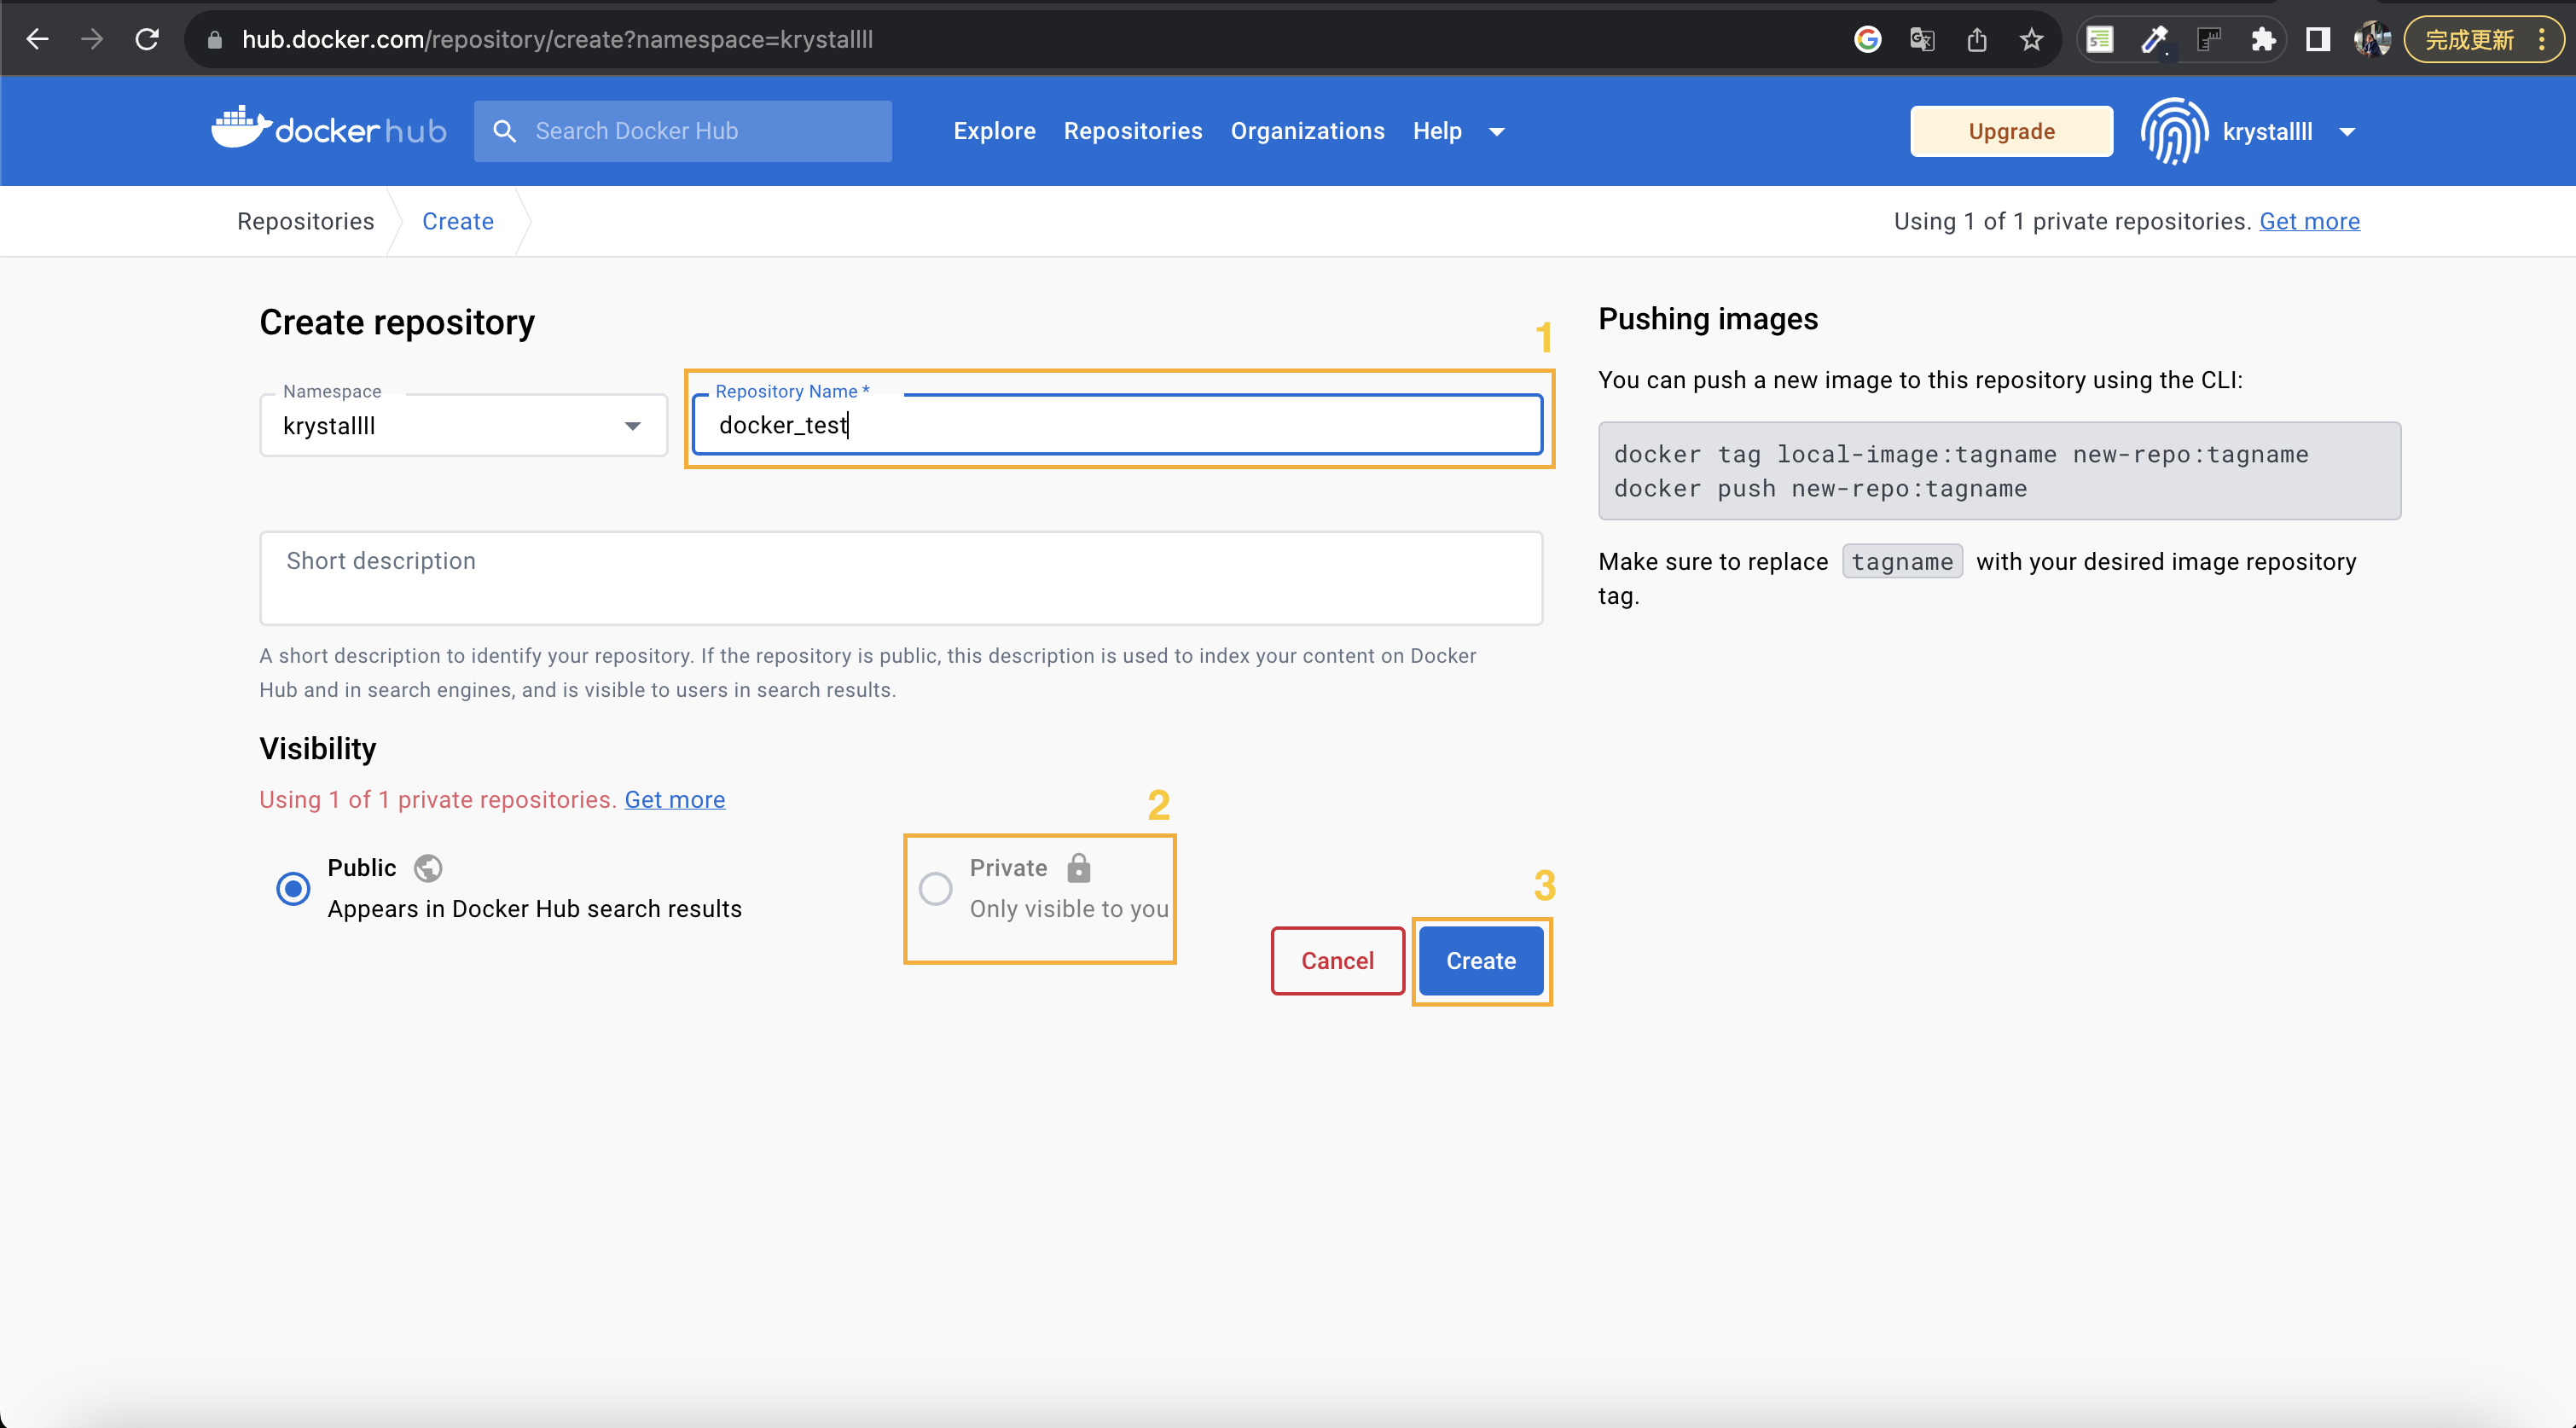 hub.docker.com/repository/create?namespace=krystallll
完成更新
docker hub
Search Docker Hub
Explore
Repositories
Organizations
Help
Upgrade
krystallll
Repositories
Create
Using 1 of 1 private repositories. Get more
Create repository
1
Namespace
krystallll
Repository Name *
docker_test
Short description
A short description to identify your repository. If the repository is public, this description is used to index your content on Docker
Hub and in search engines, and is visible to users in search results.
Visibility
Using 1 of 1 private repositories. Get more
2
Public
Appears in Docker Hub search results
Private
Only visible to you
3
Cancel
Create
Pushing images
You can push a new image to this repository using the CLI:
docker tag local-image:tagname new-repo:tagname
docker push new-repo:tagname
Make sure to replace tagname with your desired image repository
tag.